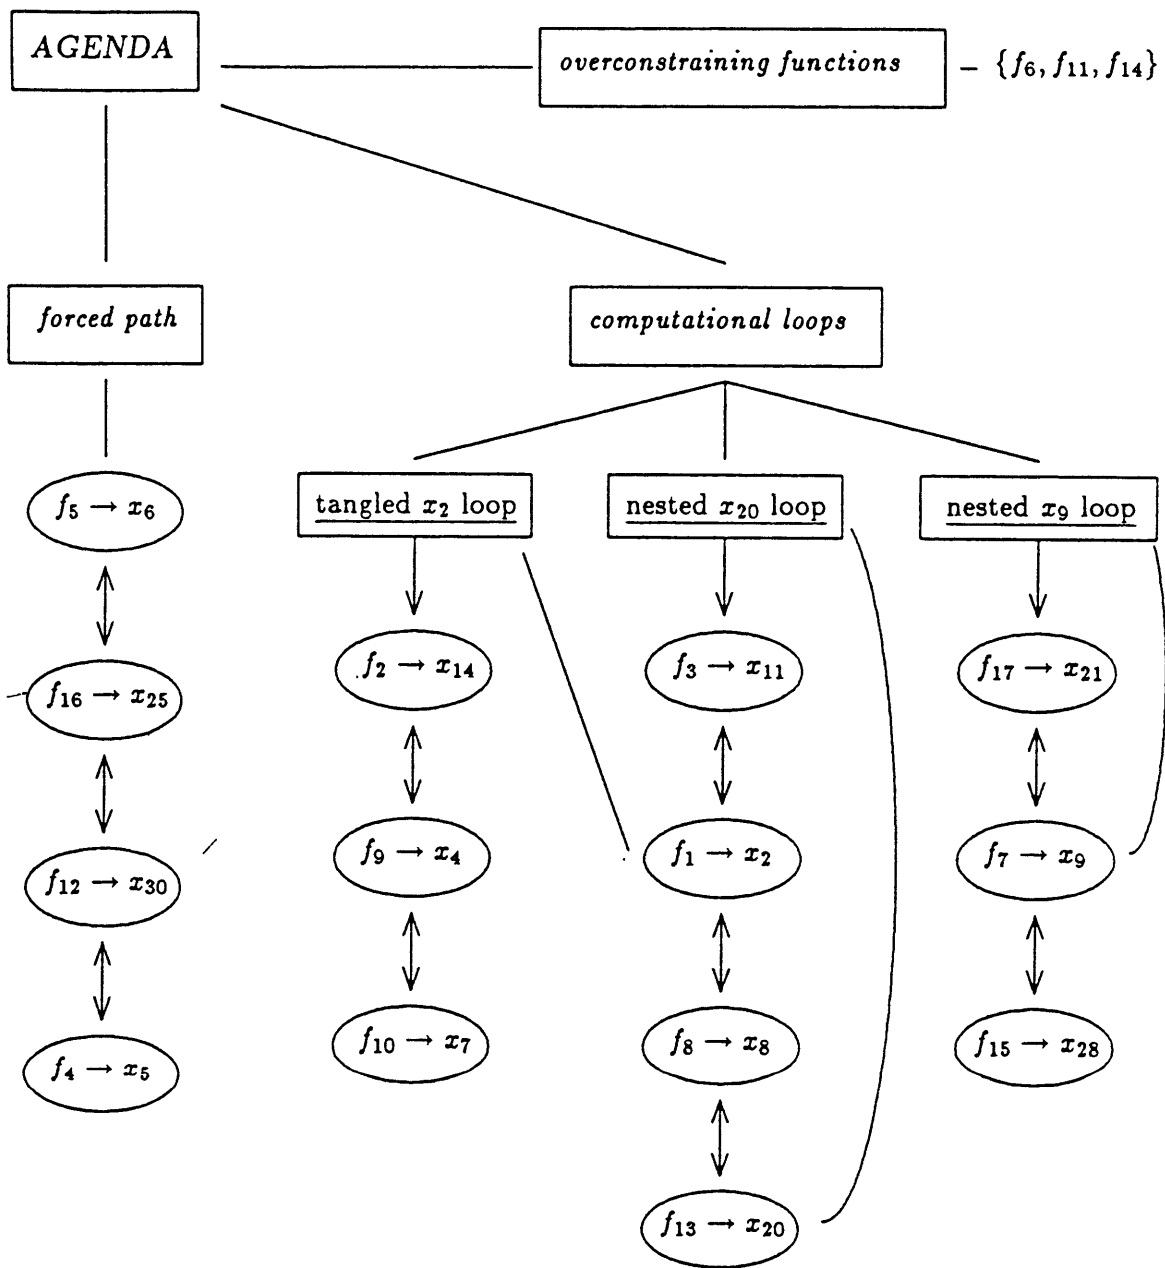 AGENDA
overconstraining functions – {f₆, f₁₁, f₁₄}
forced path
computational loops
tangled x₂ loop
nested x₂₀ loop
nested x₉ loop
f₅ → x₆
f₂ → x₁₄
f₃ → x₁₁
f₁₇ → x₂₁
f₁₆ → x₂₅
f₉ → x₄
f₁ → x₂
f₇ → x₉
f₁₂ → x₃₀
f₁₀ → x₇
f₈ → x₈
f₁₅ → x₂₈
f₄ → x₅
f₁₃ → x₂₀